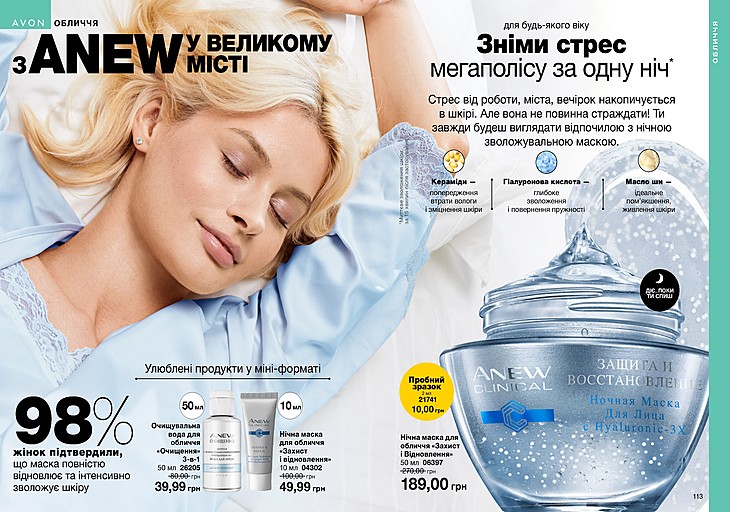 AVON ОБЛИЧЧЯ
З ANEW У ВЕЛИКОМУ
МІСТІ
для будь-якого віку
Зніми стрес
мегаполісу за одну ніч*
Стрес від роботи, міста, вечірок накопичується
в шкірі. Але вона не повинна страждати! Ти
завжди будеш виглядати відпочилою з нічною
зволожувальною маскою.
Кераміди —
попередження
втрати вологи
і зміцнення шкіри
Гіалуронова кислота —
глибоке
зволоження
і повернення пружності
Масло ши —
ідеальне
пом'якшення,
живлення шкіри
ДІЄ, ПОКИ
ТИ СПИШ
ANEW
CLINICAL
ЗАЩИТА И
ВОССТАНОВЛЕНИЕ
Ночная Маска
Для Лица
с Hyaluronic-3X
Пробний
зразок
2 мл
21741
10,00 грн
Нічна маска для
обличчя «Захист
і Відновлення»
50 мл 06397
270,00 грн
189,00 грн
Улюблені продукти у міні-форматі
98%
жінок підтвердили,
що маска повністю
відновлює та інтенсивно
зволожує шкіру
50 мл
Очищувальна
вода для
обличчя
«Очищення»
3-в-1
50 мл 26205
80,00 грн
39,99 грн
ANEW
10 мл
Нічна маска
для обличчя
«Захист
і відновлення»
10 мл 04302
100,00 грн
49,99 грн
ANEW
ОБЛИЧЧЯ
113